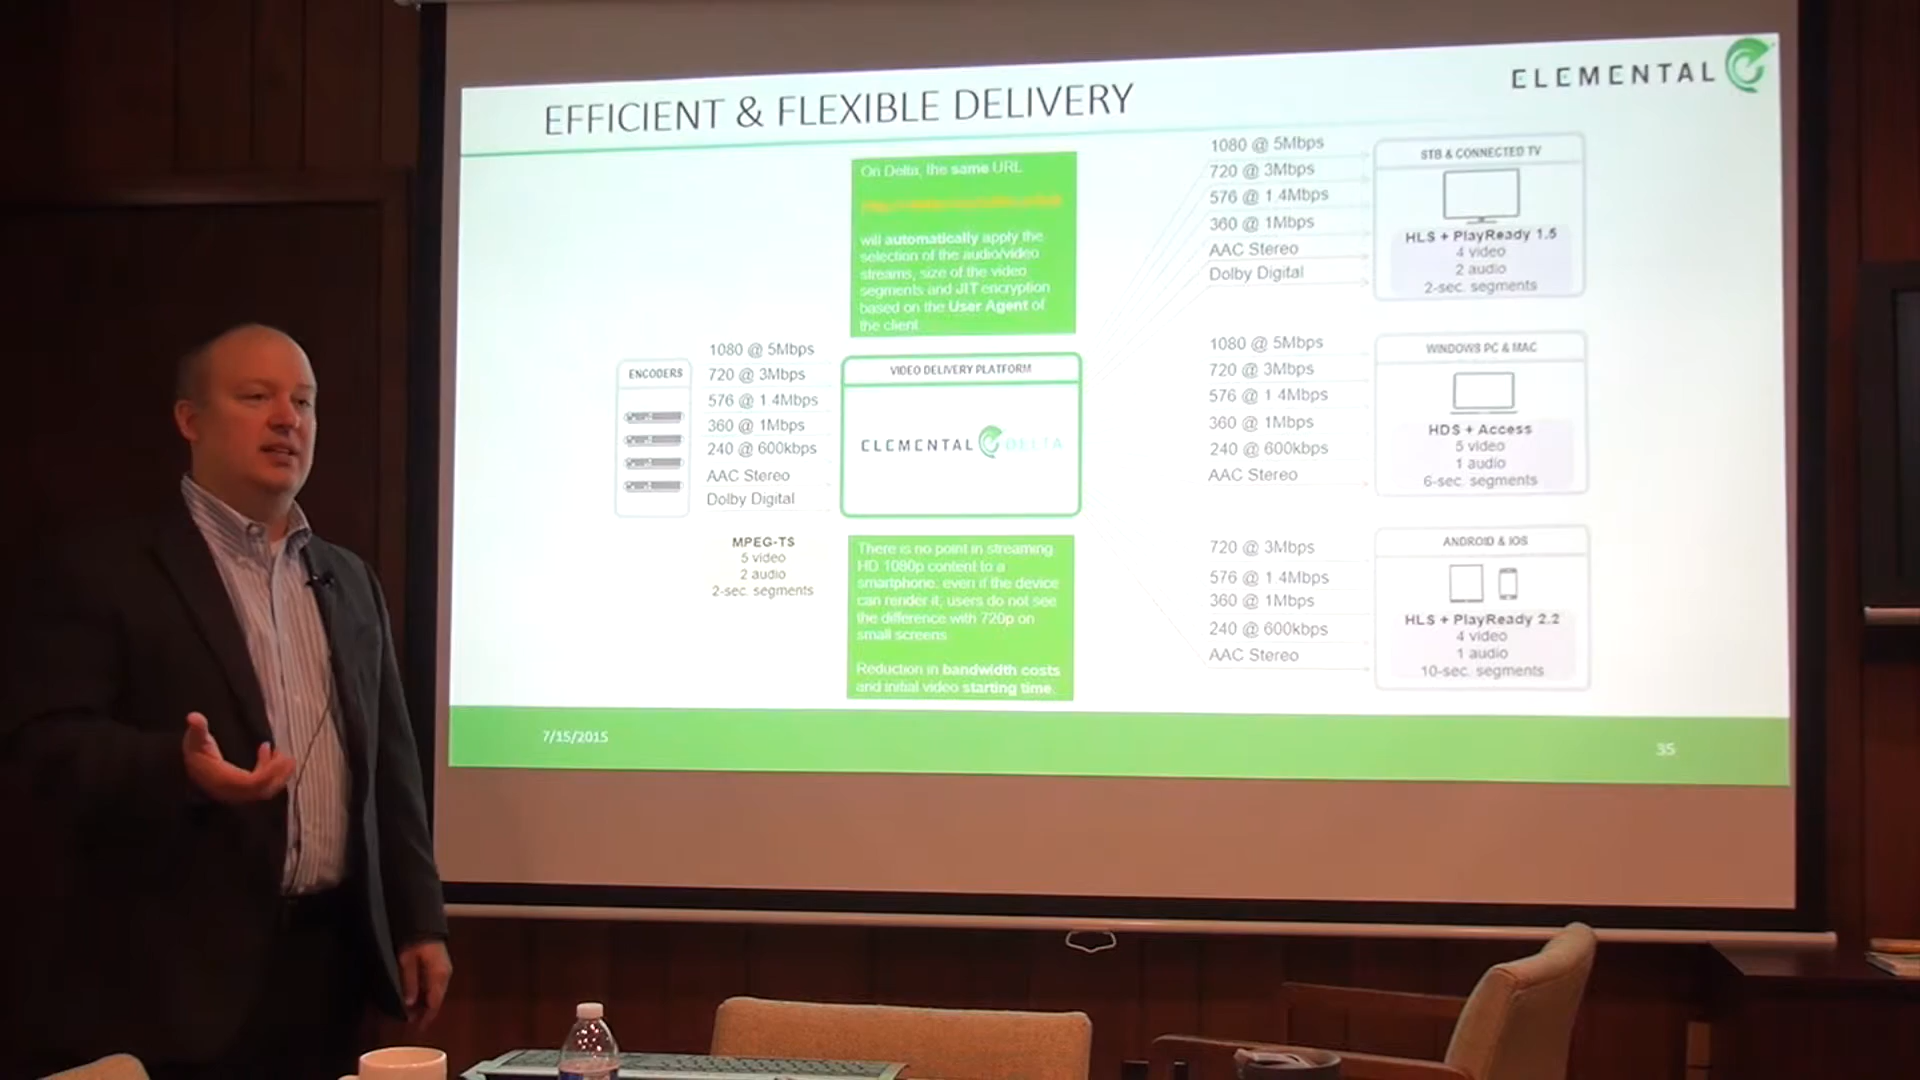 EFFICIENT & FLEXIBLE DELIVERY
ELEMENTAL
On Delta, the same URL
will automatically apply the
selection of the audio/video
streams, size of the video
segments and JIT encryption
based on the User Agent of
the client
ENCODERS
1080 @ 5Mbps
720 @ 3Mbps
576 @ 1.4Mbps
360 @ 1Mbps
240 @ 600kbps
AAC Stereo
Dolby Digital
MPEG-TS
5 video
2 audio
2-sec. segments
VIDEO DELIVERY PLATFORM
ELEMENTAL DELTA
There is no point in streaming
HD 1080p content to a
smartphone, even if the device
can render it, users do not see
the difference with 720p on
small screens
Reduction in bandwidth costs
and initial video starting time.
1080 @ 5Mbps
720 @ 3Mbps
576 @ 1.4Mbps
360 @ 1Mbps
AAC Stereo
Dolby Digital
STB & CONNECTED TV
HLS + PlayReady 1.5
4 video
2 audio
2-sec. segments
1080 @ 5Mbps
720 @ 3Mbps
576 @ 1.4Mbps
360 @ 1Mbps
240 @ 600kbps
AAC Stereo
WINDOWS PC & MAC
HDS + Access
5 video
1 audio
6-sec. segments
720 @ 3Mbps
576 @ 1.4Mbps
360 @ 1Mbps
240 @ 600kbps
AAC Stereo
ANDROID & IOS
HLS + PlayReady 2.2
4 video
1 audio
10-sec. segments
7/15/2015
35